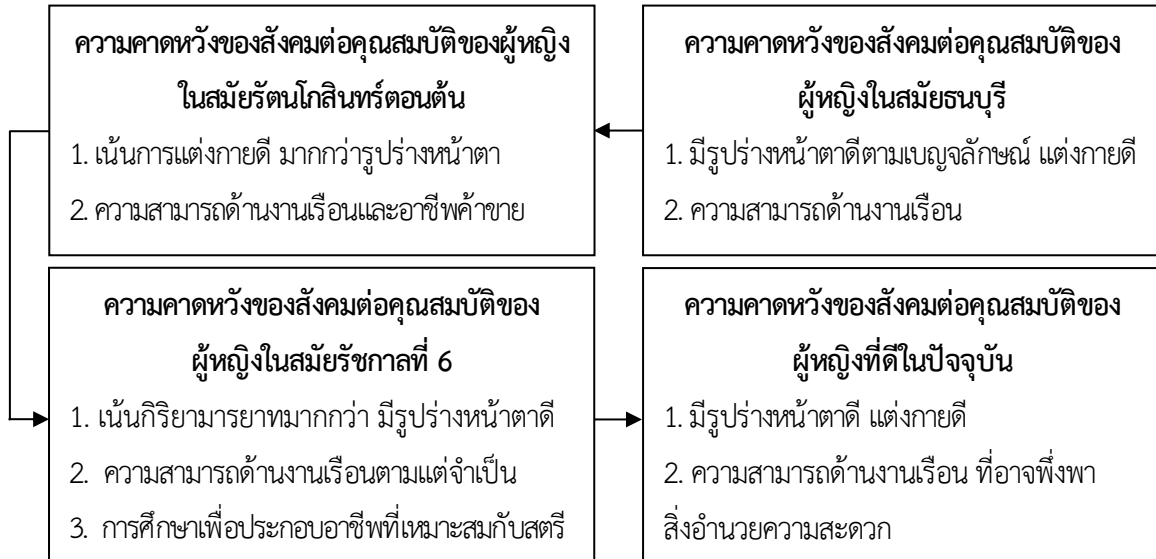 ความคาดหวังของสังคมต่อคุณสมบัติของผู้หญิง
ในสมัยรัตนโกสินทร์ตอนต้น
1. เน้นการแต่งกายดี มากกว่ารูปร่างหน้าตา
2. ความสามารถด้านงานเรือนและอาชีพค้าขาย
ความคาดหวังของสังคมต่อคุณสมบัติของ
ผู้หญิงในสมัยธนบุรี
1. มีรูปร่างหน้าตาดีตามเบญจลักษณ์ แต่งกายดี
2. ความสามารถด้านงานเรือน
ความคาดหวังของสังคมต่อคุณสมบัติของ
ผู้หญิงในสมัยรัชกาลที่ 6
1. เน้นกิริยามารยาทมากกว่า มีรูปร่างหน้าตาดี
2. ความสามารถด้านงานเรือนตามแต่จำเป็น
3. การศึกษาเพื่อประกอบอาชีพที่เหมาะสมกับสตรี
ความคาดหวังของสังคมต่อคุณสมบัติของ
ผู้หญิงที่ดีในปัจจุบัน
1. มีรูปร่างหน้าตาดี แต่งกายดี
2. ความสามารถด้านงานเรือน ที่อาจพึ่งพา
สิ่งอำนวยความสะดวก